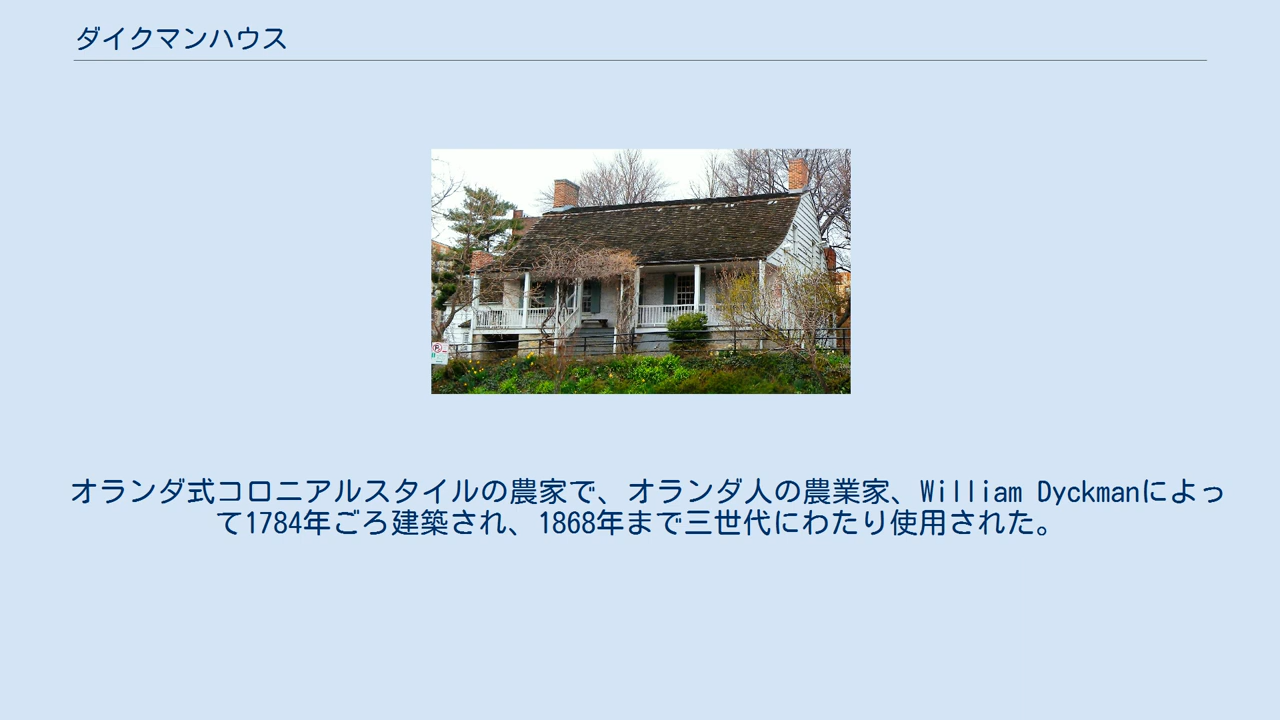 ダイクマンハウス
オランダ式コロニアルスタイルの農家で、オランダ人の農業家、William Dyckmanによっ
て1784年ごろ建築され、1868年まで三世代にわたり使用された。